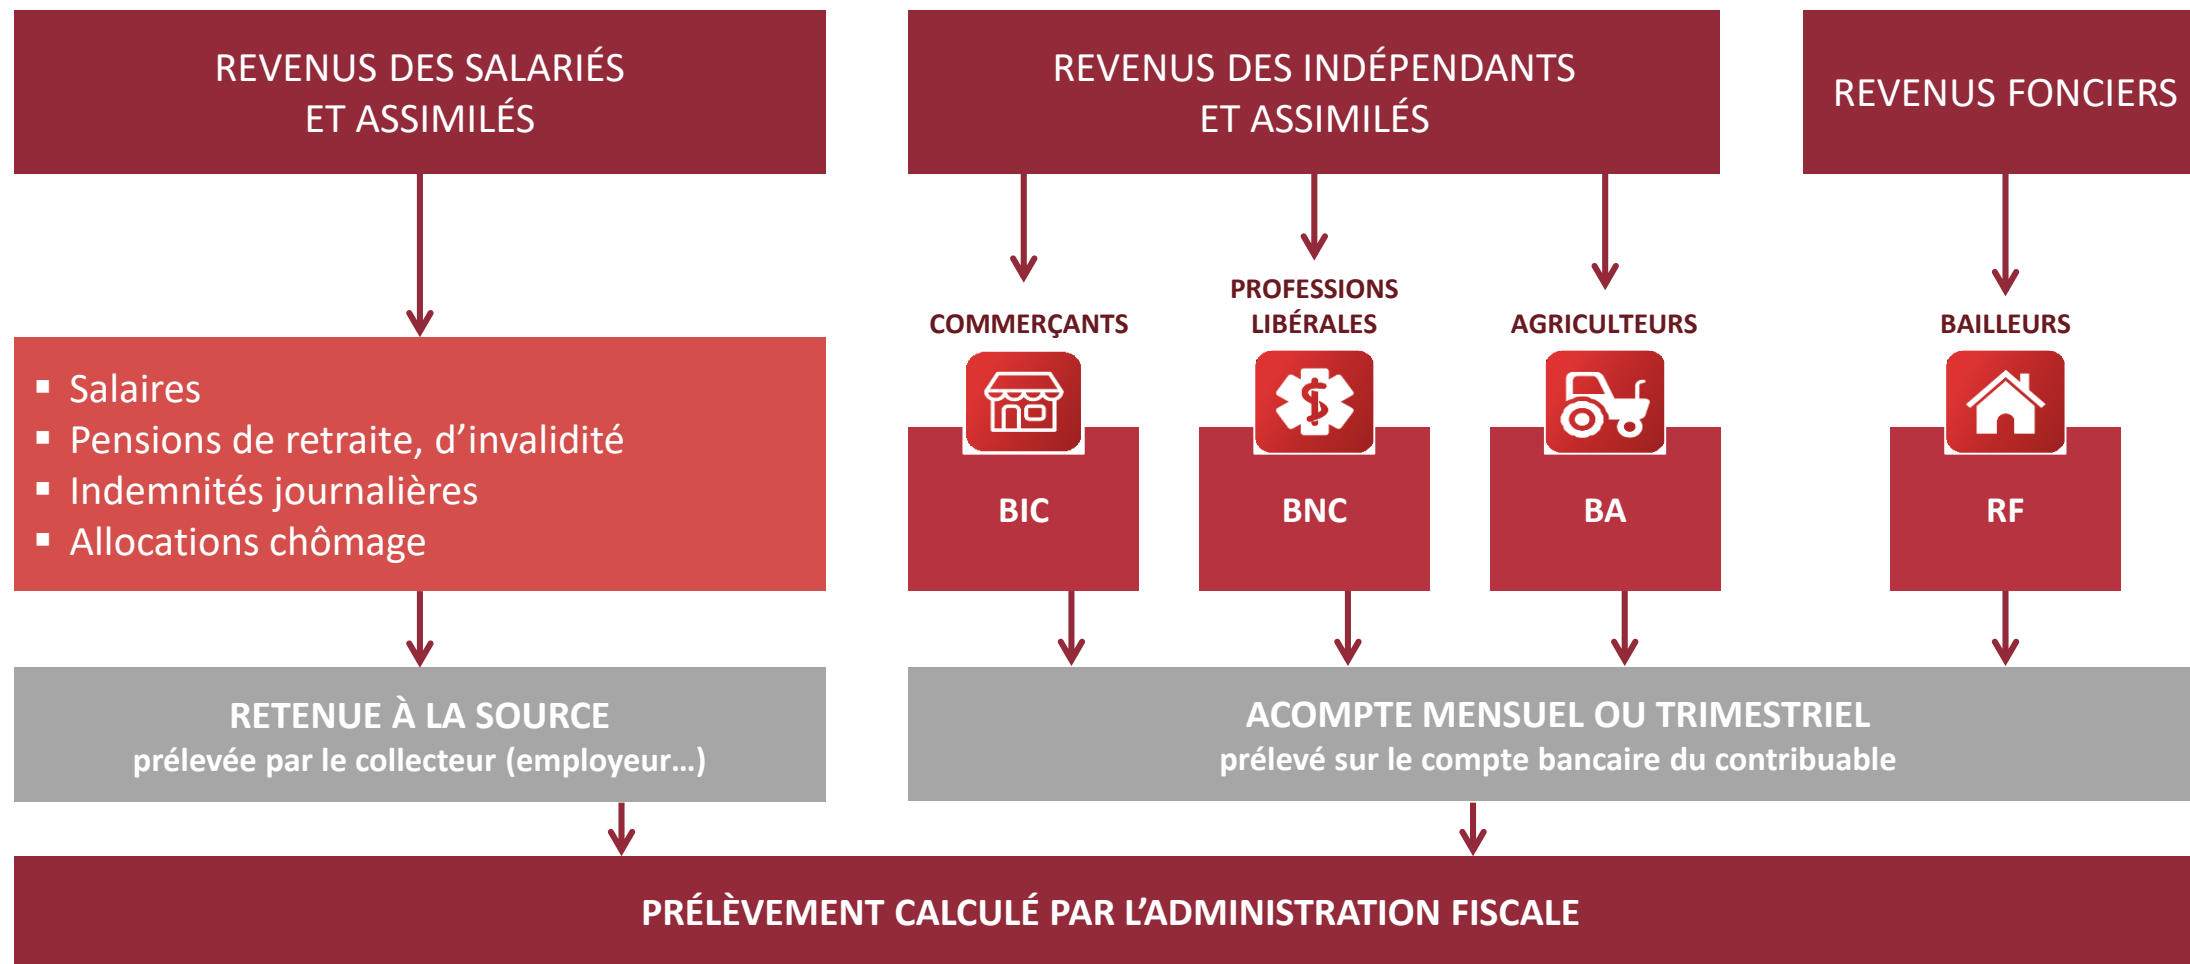 REVENUS DES SALARIÉS
ET ASSIMILÉS
REVENUS DES INDÉPENDANTS
ET ASSIMILÉS
REVENUS FONCIERS
COMMERÇANTS
PROFESSIONS
LIBÉRALES
AGRICULTEURS
BAILLEURS
▪ Salaires
▪ Pensions de retraite, d’invalidité
▪ Indemnités journalières
▪ Allocations chômage
BIC
BNC
BA
RF
RETENUE À LA SOURCE
prélevée par le collecteur (employeur…)
ACOMPTE MENSUEL OU TRIMESTRIEL
prélevé sur le compte bancaire du contribuable
PRÉLÈVEMENT CALCULÉ PAR L’ADMINISTRATION FISCALE